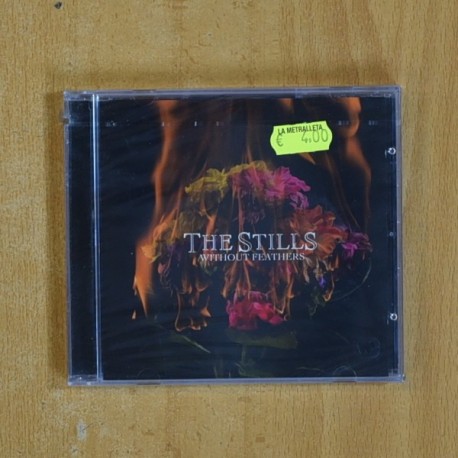 LA METRALLETA
€ 4.00
THE STILLS
WITHOUT FEATHERS